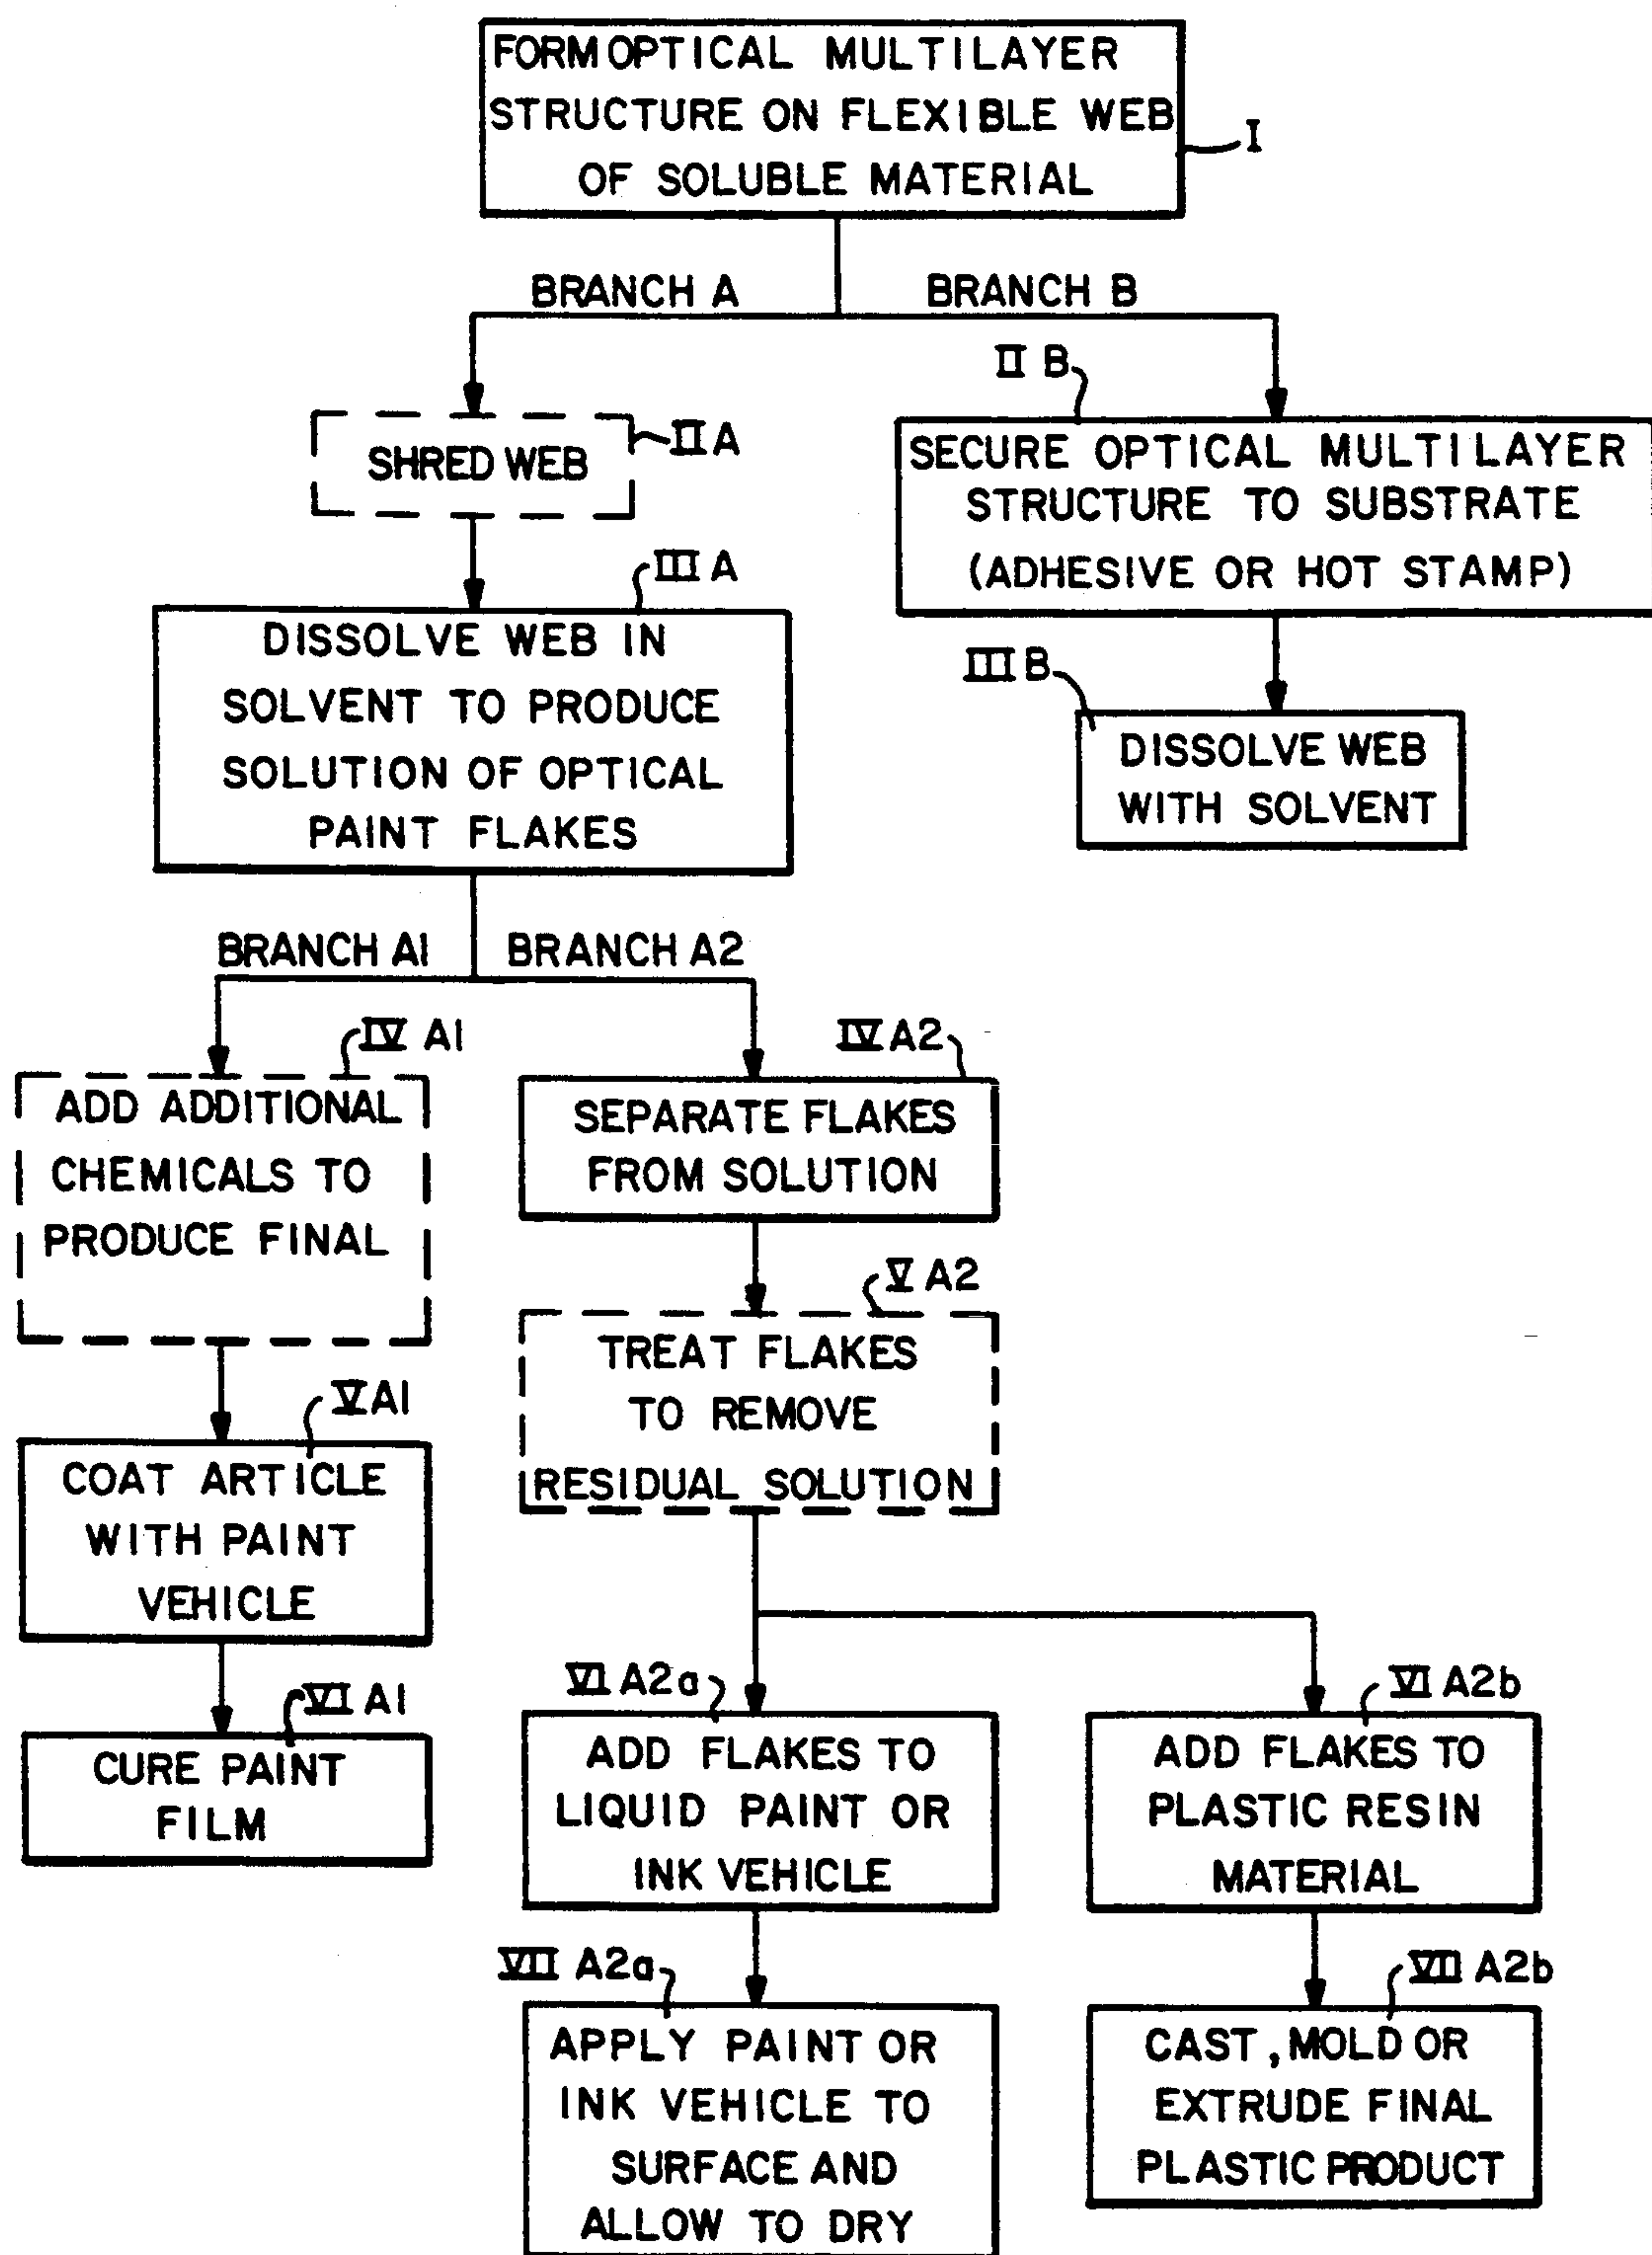 FORM OPTICAL MULTILAYER
STRUCTURE ON FLEXIBLE WEB
OF SOLUBLE MATERIAL
I
BRANCH A
BRANCH B
SHRED WEB
II A
II B
SECURE OPTICAL MULTILAYER
STRUCTURE TO SUBSTRATE
(ADHESIVE OR HOT STAMP)
III A
DISSOLVE WEB IN
SOLVENT TO PRODUCE
SOLUTION OF OPTICAL
PAINT FLAKES
III B
DISSOLVE WEB
WITH SOLVENT
BRANCH A1
BRANCH A2
IV A1
ADD ADDITIONAL
CHEMICALS TO
PRODUCE FINAL
IV A2
SEPARATE FLAKES
FROM SOLUTION
V A2
TREAT FLAKES
TO REMOVE
RESIDUAL SOLUTION
V A1
COAT ARTICLE
WITH PAINT
VEHICLE
VI A1
CURE PAINT
FILM
VI A2a
ADD FLAKES TO
LIQUID PAINT OR
INK VEHICLE
VI A2b
ADD FLAKES TO
PLASTIC RESIN
MATERIAL
VII A2a
APPLY PAINT OR
INK VEHICLE TO
SURFACE AND
ALLOW TO DRY
VII A2b
CAST, MOLD OR
EXTRUDE FINAL
PLASTIC PRODUCT